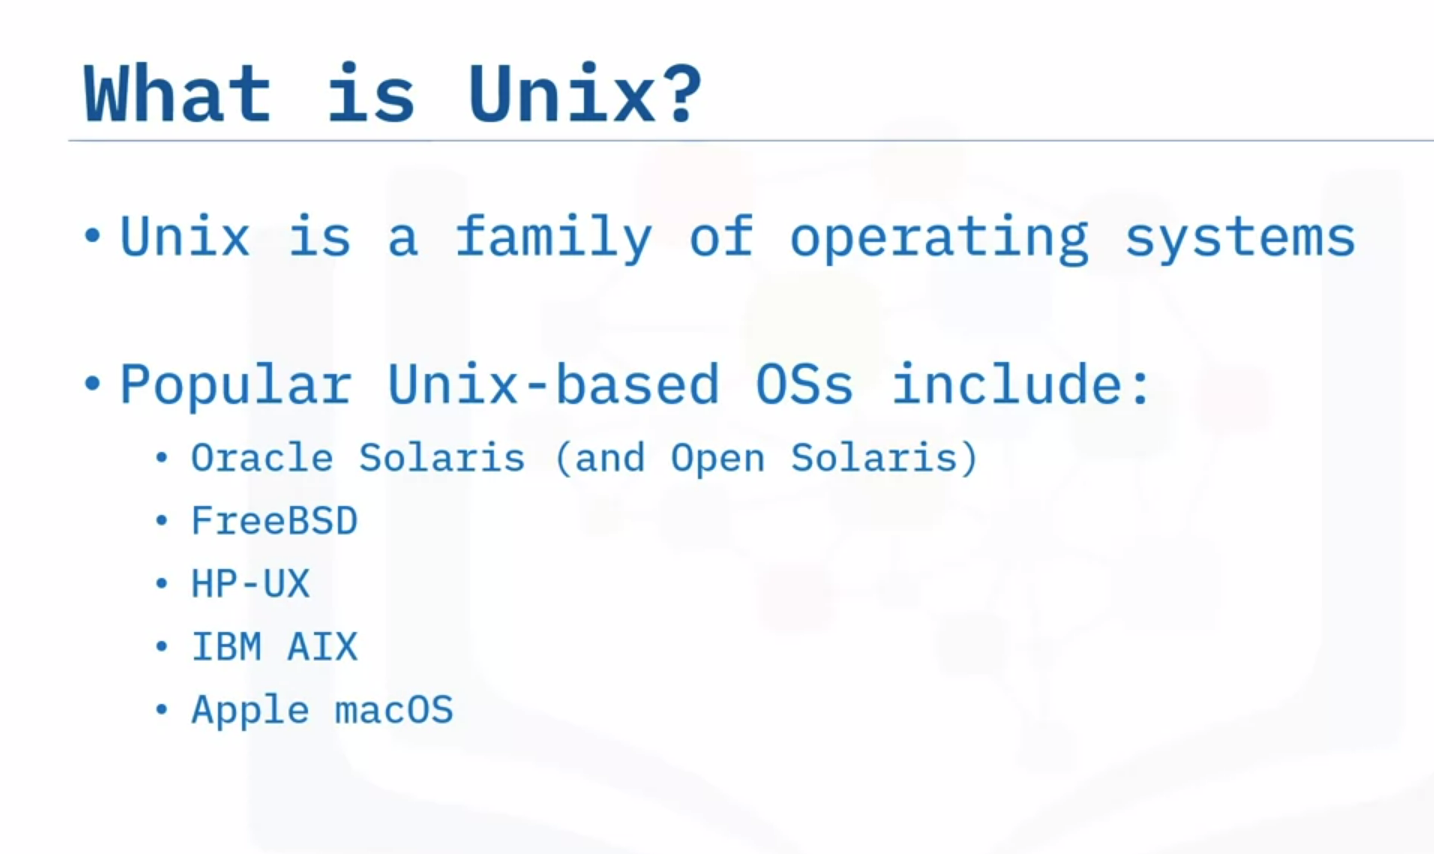 What is Unix?
• Unix is a family of operating systems
• Popular Unix-based OSs include:
• Oracle Solaris (and Open Solaris)
• FreeBSD
• HP-UX
• IBM AIX
• Apple macOS